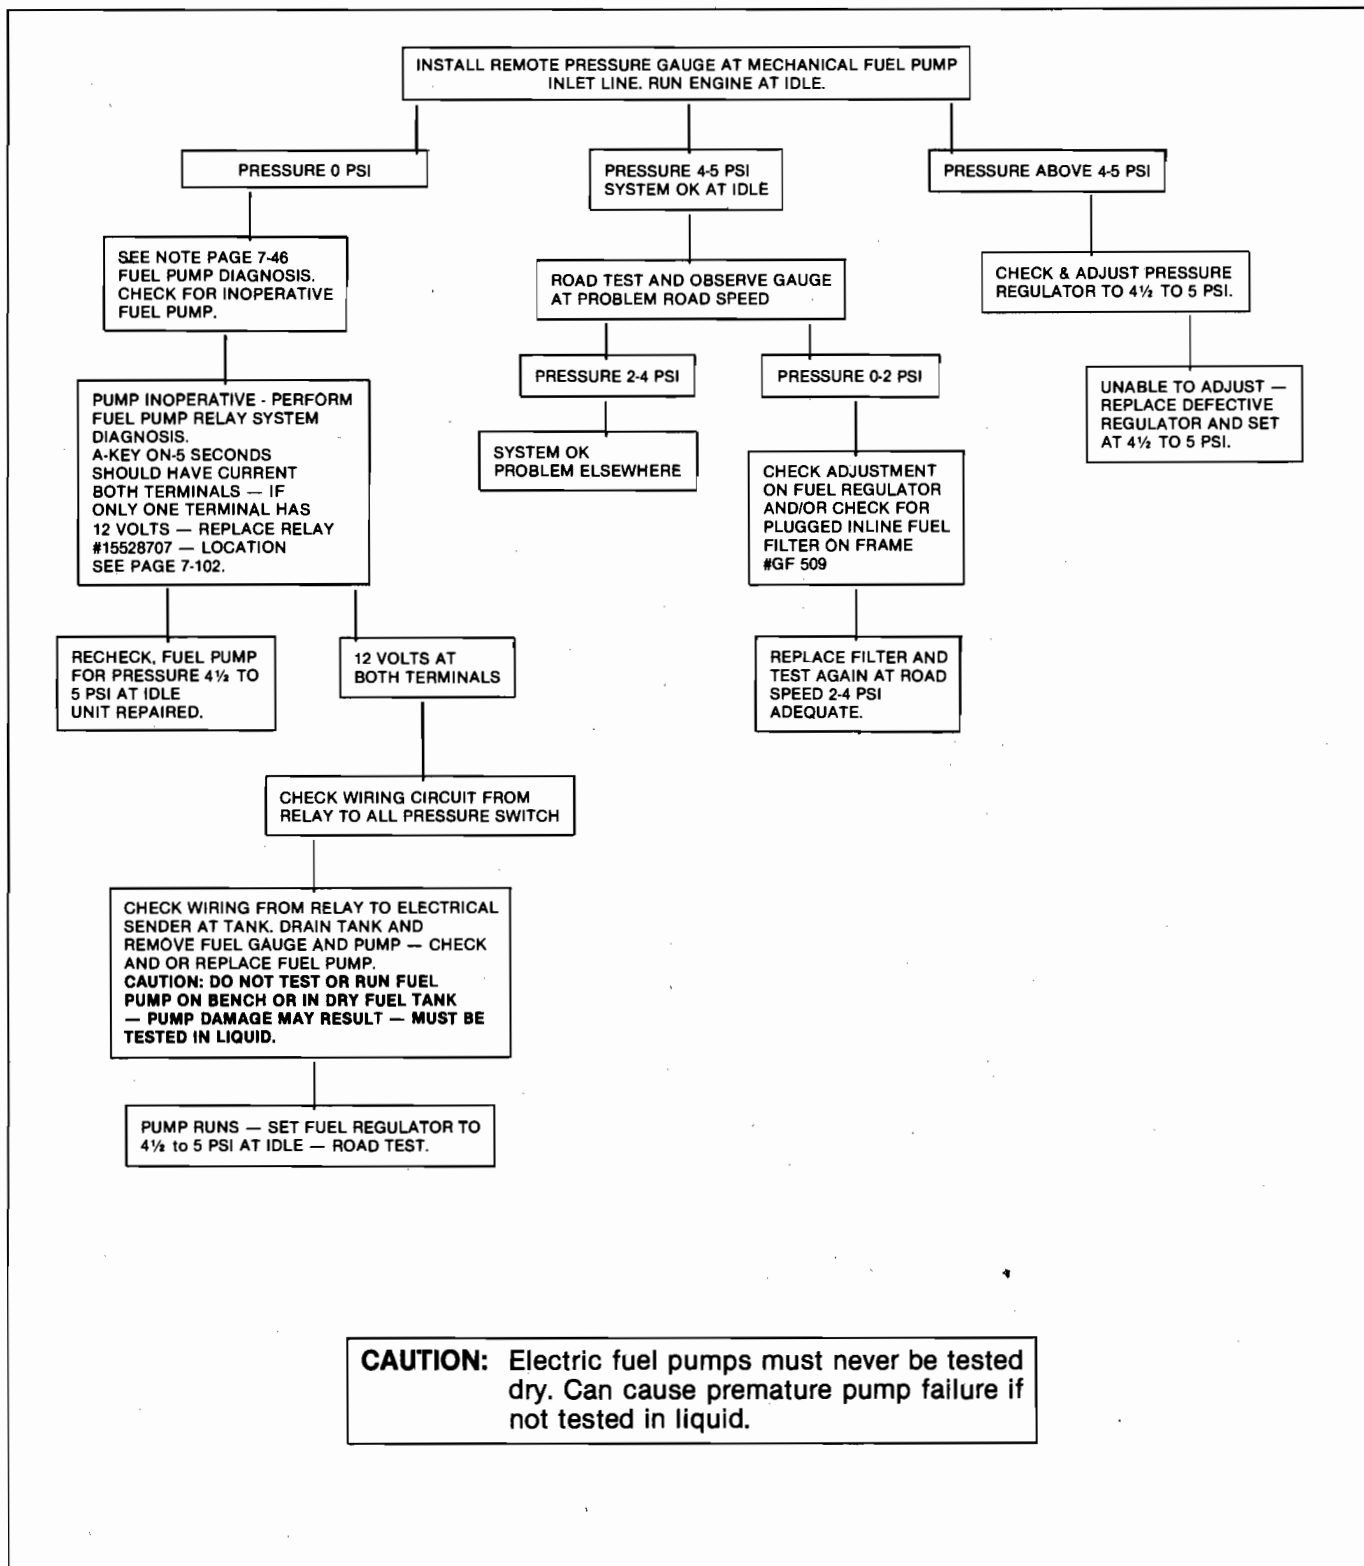 INSTALL REMOTE PRESSURE GAUGE AT MECHANICAL FUEL PUMP
INLET LINE. RUN ENGINE AT IDLE.
PRESSURE 0 PSI
PRESSURE 4-5 PSI
SYSTEM OK AT IDLE
PRESSURE ABOVE 4-5 PSI
SEE NOTE PAGE 7-46
FUEL PUMP DIAGNOSIS.
CHECK FOR INOPERATIVE
FUEL PUMP.
ROAD TEST AND OBSERVE GAUGE
AT PROBLEM ROAD SPEED
CHECK & ADJUST PRESSURE
REGULATOR TO 4½ TO 5 PSI.
PUMP INOPERATIVE - PERFORM
FUEL PUMP RELAY SYSTEM
DIAGNOSIS.
A-KEY ON-5 SECONDS
SHOULD HAVE CURRENT
BOTH TERMINALS — IF
ONLY ONE TERMINAL HAS
12 VOLTS — REPLACE RELAY
#15528707 — LOCATION
SEE PAGE 7-102.
PRESSURE 2-4 PSI
PRESSURE 0-2 PSI
UNABLE TO ADJUST —
REPLACE DEFECTIVE
REGULATOR AND SET
AT 4½ TO 5 PSI.
SYSTEM OK
PROBLEM ELSEWHERE
CHECK ADJUSTMENT
ON FUEL REGULATOR
AND/OR CHECK FOR
PLUGGED INLINE FUEL
FILTER ON FRAME
#GF 509
RECHECK, FUEL PUMP
FOR PRESSURE 4½ TO
5 PSI AT IDLE
UNIT REPAIRED.
12 VOLTS AT
BOTH TERMINALS
REPLACE FILTER AND
TEST AGAIN AT ROAD
SPEED 2-4 PSI
ADEQUATE.
CHECK WIRING CIRCUIT FROM
RELAY TO ALL PRESSURE SWITCH
CHECK WIRING FROM RELAY TO ELECTRICAL
SENDER AT TANK. DRAIN TANK AND
REMOVE FUEL GAUGE AND PUMP — CHECK
AND OR REPLACE FUEL PUMP.
CAUTION: DO NOT TEST OR RUN FUEL
PUMP ON BENCH OR IN DRY FUEL TANK
— PUMP DAMAGE MAY RESULT — MUST BE
TESTED IN LIQUID.
PUMP RUNS — SET FUEL REGULATOR TO
4½ to 5 PSI AT IDLE — ROAD TEST.
CAUTION: Electric fuel pumps must never be tested
dry. Can cause premature pump failure if
not tested in liquid.